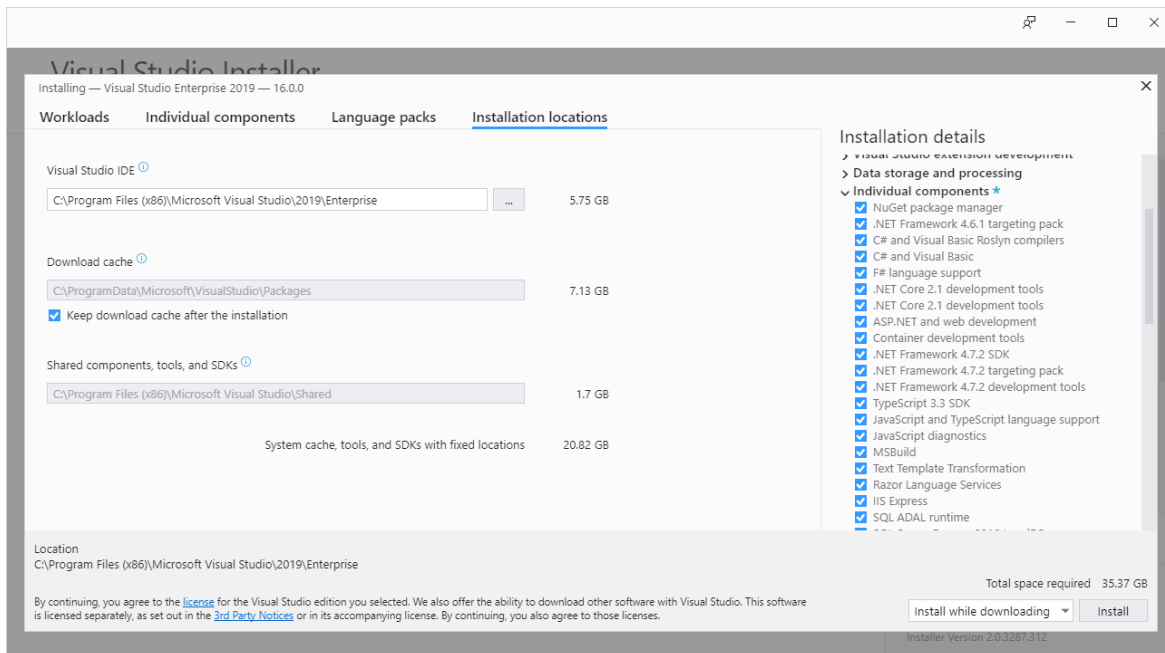 Visual Studio Installer
Installing — Visual Studio Enterprise 2019 — 16.0.0
Workloads
Individual components
Language packs
Installation locations
Visual Studio IDE
C:\Program Files (x86)\Microsoft Visual Studio\2019\Enterprise
...
5.75 GB
Download cache
C:\ProgramData\Microsoft\VisualStudio\Packages
7.13 GB
Keep download cache after the installation
Shared components, tools, and SDKs
C:\Program Files (x86)\Microsoft Visual Studio\Shared
1.7 GB
System cache, tools, and SDKs with fixed locations
20.82 GB
Installation details
Visual Studio extension development
Data storage and processing
Individual components *
NuGet package manager
.NET Framework 4.6.1 targeting pack
C# and Visual Basic Roslyn compilers
C# and Visual Basic
F# language support
.NET Core 2.1 development tools
.NET Core 2.1 development tools
ASP.NET and web development
Container development tools
.NET Framework 4.7.2 SDK
.NET Framework 4.7.2 targeting pack
.NET Framework 4.7.2 development tools
TypeScript 3.3 SDK
JavaScript and TypeScript language support
JavaScript diagnostics
MSBuild
Text Template Transformation
Razor Language Services
IIS Express
SQL ADAL runtime
Location
C:\Program Files (x86)\Microsoft Visual Studio\2019\Enterprise
Total space required 35.37 GB
By continuing, you agree to the license for the Visual Studio edition you selected. We also offer the ability to download other software with Visual Studio. This software
is licensed separately, as set out in the 3rd Party Notices or in its accompanying license. By continuing, you also agree to those licenses.
Install while downloading
Install
Installer Version 2.0.3287.312